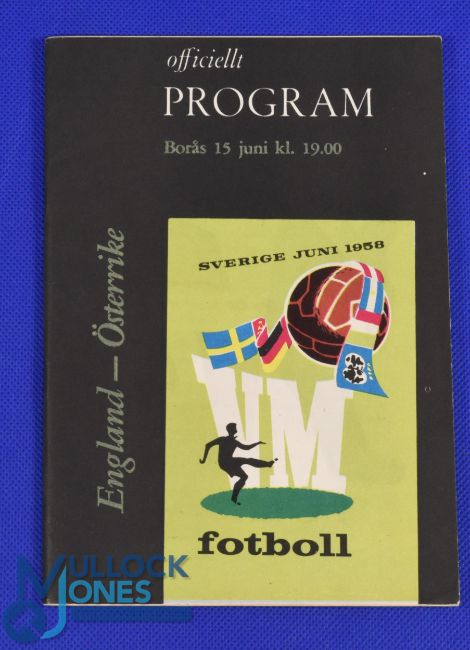 officiellt
PROGRAM
Borås 15 juni kl. 19.00
England — Österrike
SVERIGE JUNI 1958
VM
fotboll
MULLOCK
JONES